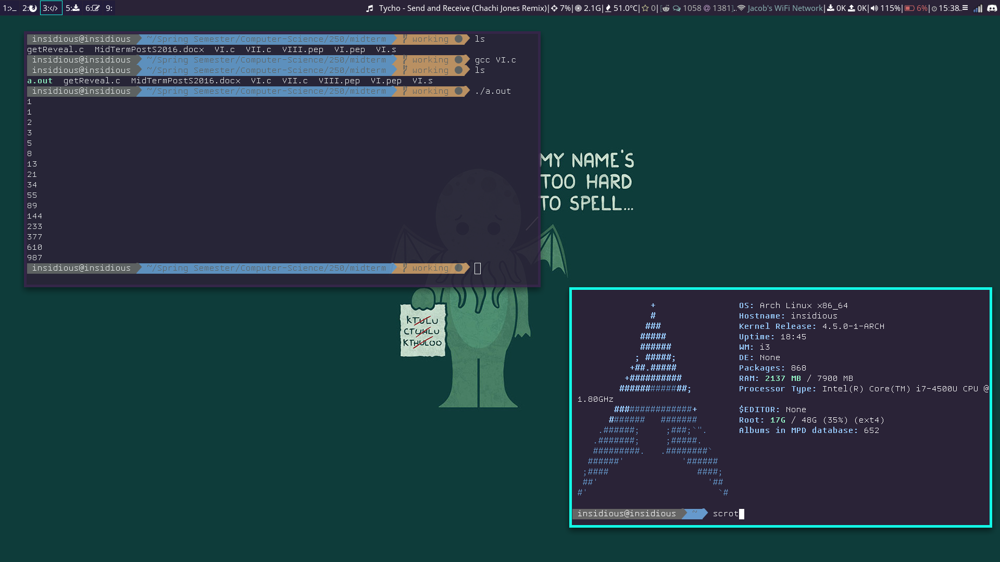 1:>_ 2: 3:</> 5: 6: 9: Tycho - Send and Receive (Chachi Jones Remix)| 7%| 2.1G| 51.0°C| 0| [ 1058 @ 1381].. Jacob's WiFi Network| 0K 0K| 115%| 6%| 15:38..
insidious@insidious ~/Spring Semester/Computer-Science/250/midterm working ls
getReveal.c MidTermPostS2016.docx VI.c VII.c VIII.pep VI.pep VI.s
insidious@insidious ~/Spring Semester/Computer-Science/250/midterm working gcc VI.c
insidious@insidious ~/Spring Semester/Computer-Science/250/midterm working ls
a.out getReveal.c MidTermPostS2016.docx VI.c VII.c VIII.pep VI.pep VI.s
insidious@insidious ~/Spring Semester/Computer-Science/250/midterm working ./a.out
1
1
2
3
5
8
13
21
34
55
89
144
233
377
610
987
insidious@insidious ~/Spring Semester/Computer-Science/250/midterm working
MY NAME'S
TOO HARD
TO SPELL...
KTULU
CTUHLU
KTHULOO
+ OS: Arch Linux x86_64
# Hostname: insidious
### Kernel Release: 4.5.0-1-ARCH
##### Uptime: 18:45
###### WM: i3
; #####; DE: None
+##.##### Packages: 868
+########## RAM: 2137 MB / 7900 MB
#############; Processor Type: Intel(R) Core(TM) i7-4500U CPU @
1.80GHz
###############+ $EDITOR: None
####### ####### Root: 17G / 48G (35%) (ext4)
.######; ;###;`". Albums in MPD database: 652
.#######; ;#####.
#########. .########`
######' '######
;#### ####;
##' '##
#' `#
insidious@insidious ~ scrot